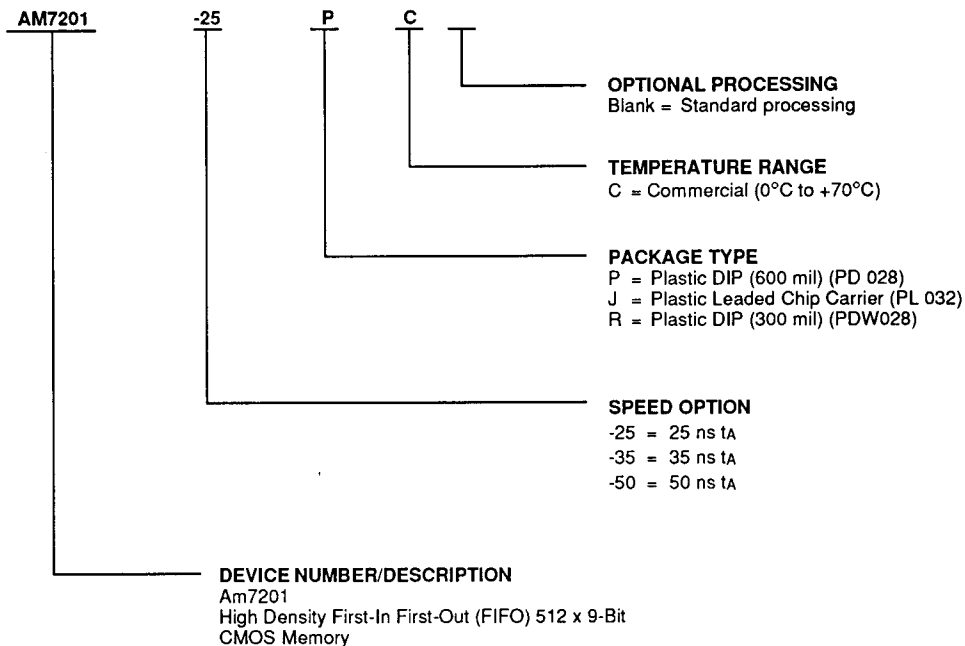 AM7201 -25 P C
OPTIONAL PROCESSING
Blank = Standard processing
TEMPERATURE RANGE
C = Commercial (0°C to +70°C)
PACKAGE TYPE
P = Plastic DIP (600 mil) (PD 028)
J = Plastic Leaded Chip Carrier (PL 032)
R = Plastic DIP (300 mil) (PDW028)
SPEED OPTION
-25 = 25 ns tA
-35 = 35 ns tA
-50 = 50 ns tA
DEVICE NUMBER/DESCRIPTION
Am7201
High Density First-In First-Out (FIFO) 512 x 9-Bit
CMOS Memory